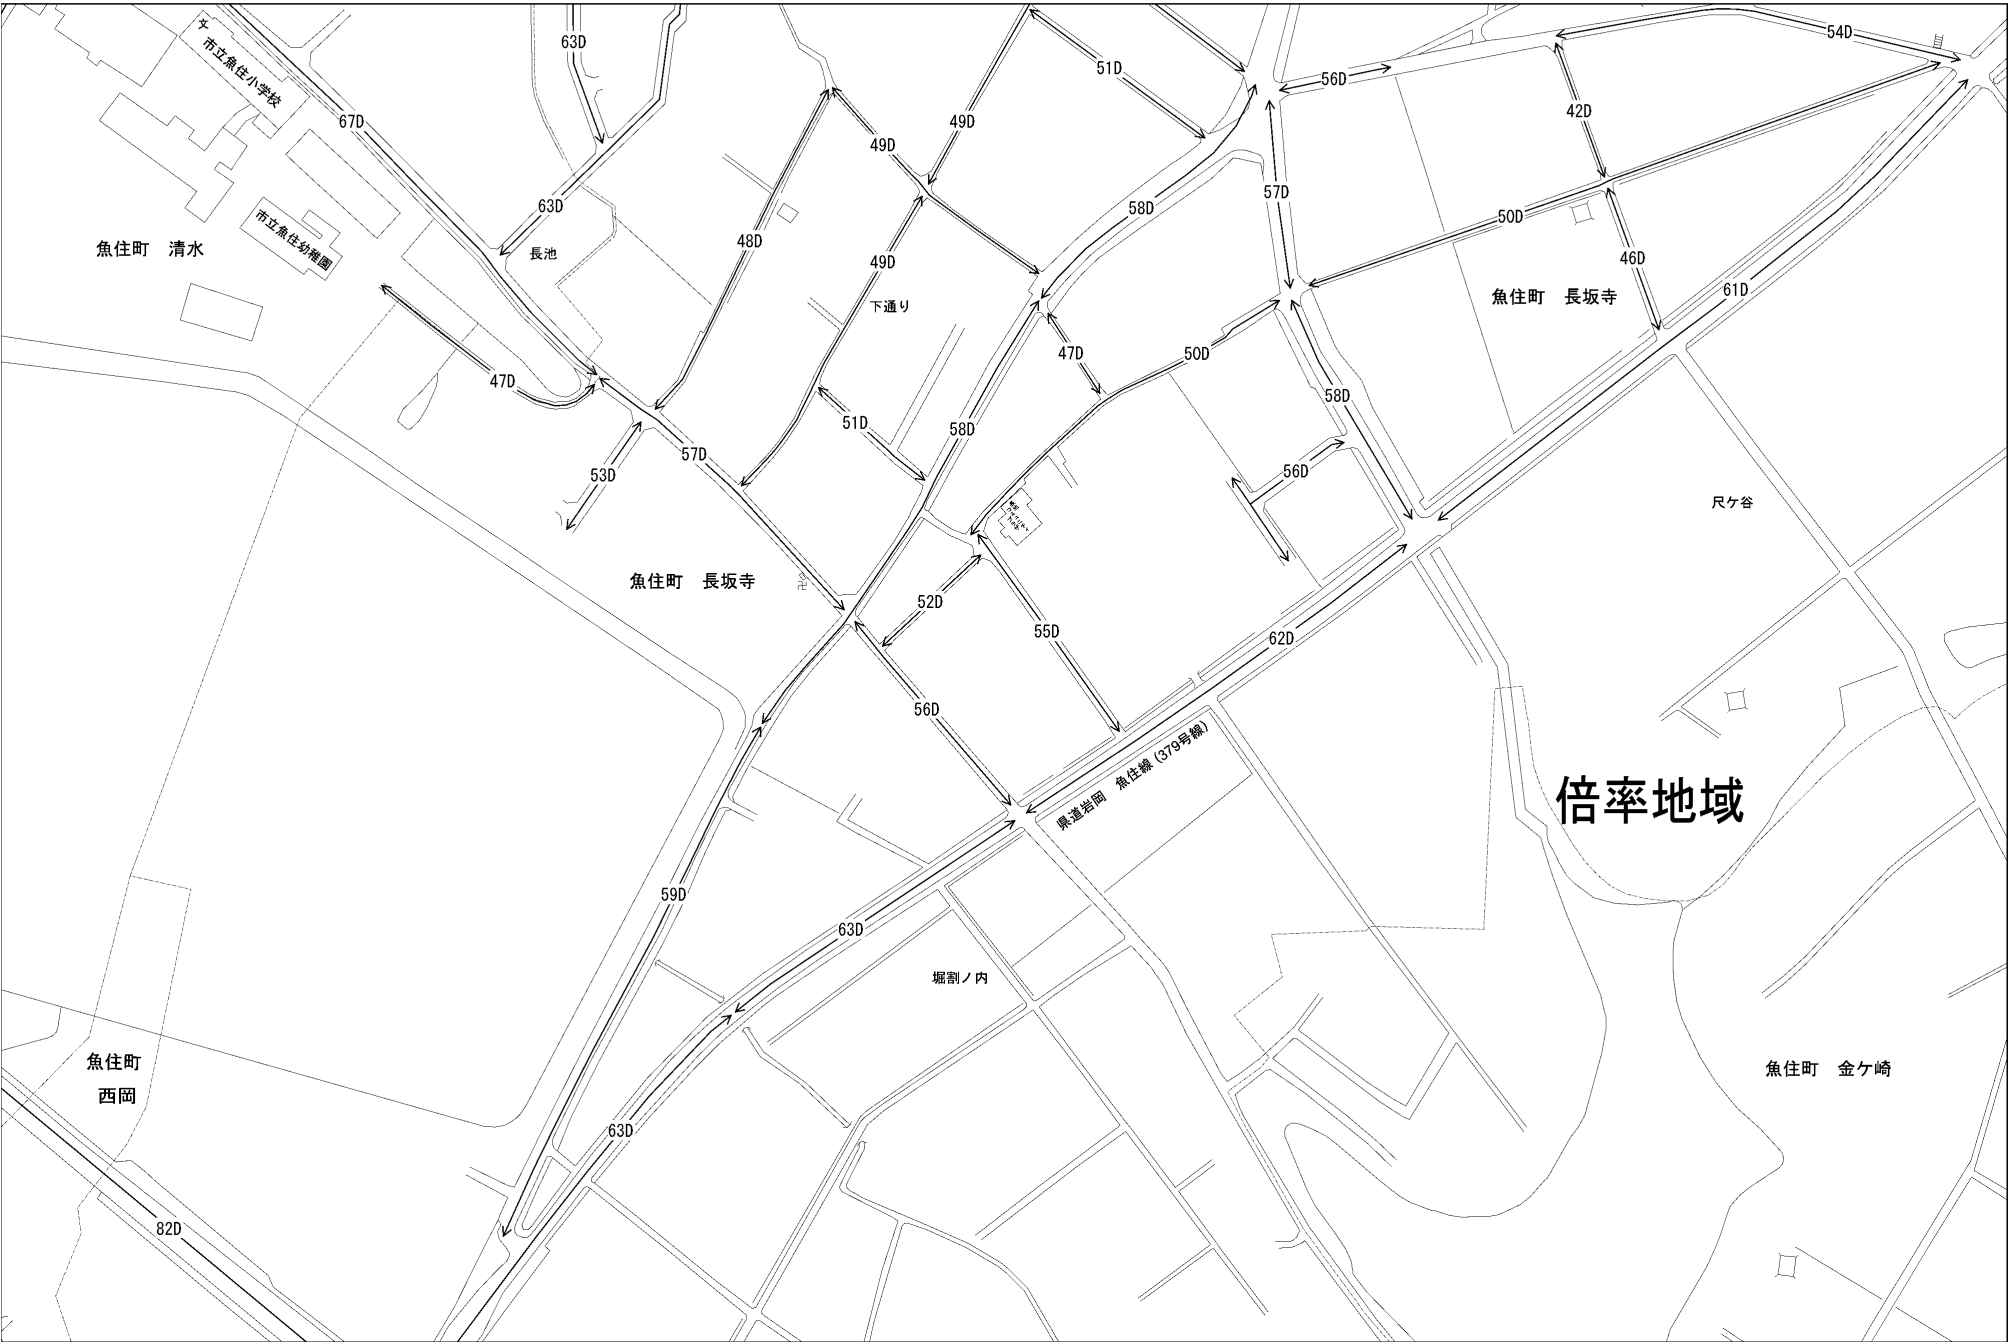 文
市立魚住小学校
63D
54D
51D
56D
67D
42D
49D
49D
57D
63D
58D
50D
市立魚住幼稚園
魚住町 清水
長池
48D
49D
46D
下通り
魚住町 長坂寺
61D
47D
50D
47D
58D
51D
58D
57D
53D
56D
尺ケ谷
魚住町 長坂寺
卍
52D
55D
62D
56D
県道岩岡 魚住線 (379号線)
倍率地域
59D
63D
堀割ノ内
魚住町
西岡
魚住町 金ケ崎
63D
82D